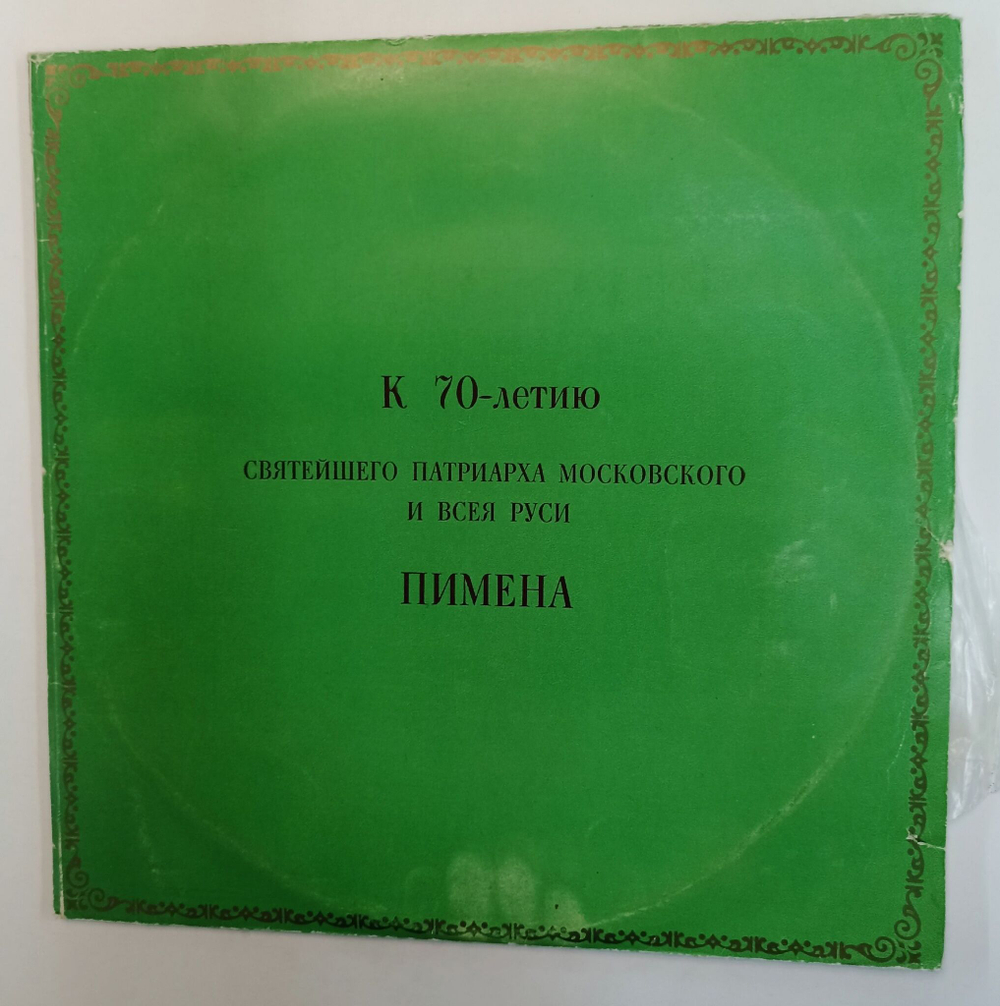 К 70-летию
СВЯТЕЙШЕГО ПАТРИАРХА МОСКОВСКОГО
И ВСЕЯ РУСИ
ПИМЕНА